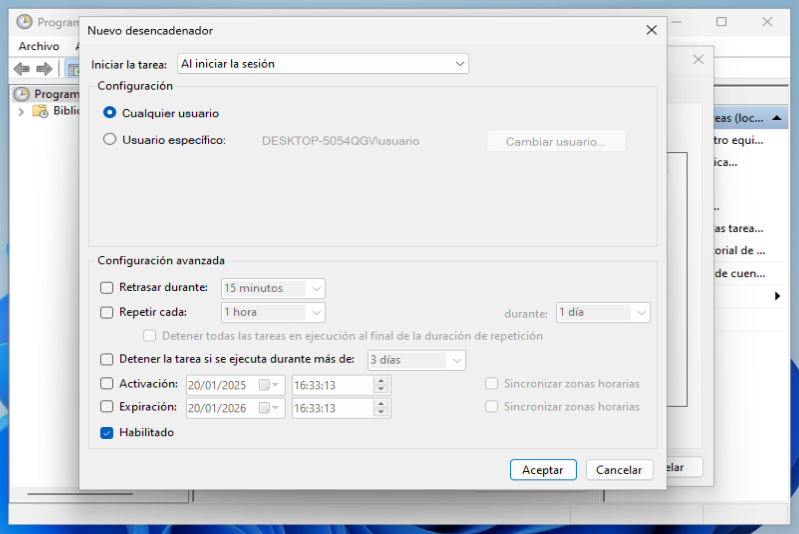 Program
Nuevo desencadenador
Archivo
Iniciar la tarea: Al iniciar la sesión
Configuración
Program
Cualquier usuario
Usuario específico: DESKTOP-5054QGV\usuario Cambiar usuario...
eas (loc...
tro equi...
ica...
as tarea...
orial de ...
de cuen...
Configuración avanzada
Retrasar durante: 15 minutos
Repetir cada: 1 hora durante: 1 día
Detener todas las tareas en ejecución al final de la duración de repetición
Detener la tarea si se ejecuta durante más de: 3 días
Activación: 20/01/2025 16:33:13 Sincronizar zonas horarias
Expiración: 20/01/2026 16:33:13 Sincronizar zonas horarias
Habilitado
Aceptar Cancelar
elar